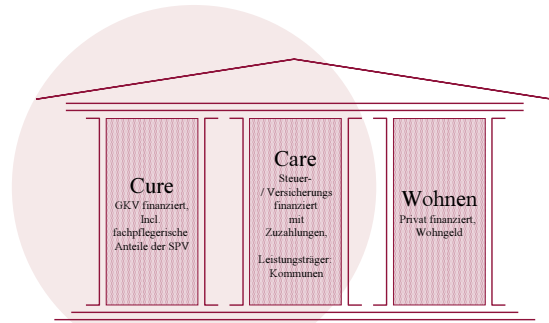 Cure
GKV finanziert,
Incl.
fachpflegerische
Anteile der SPV
Care
Steuer-
/ Versicherungs
finanziert
mit
Zuzahlungen,
Leistungsträger:
Kommunen
Wohnen
Privat finanziert,
Wohngeld